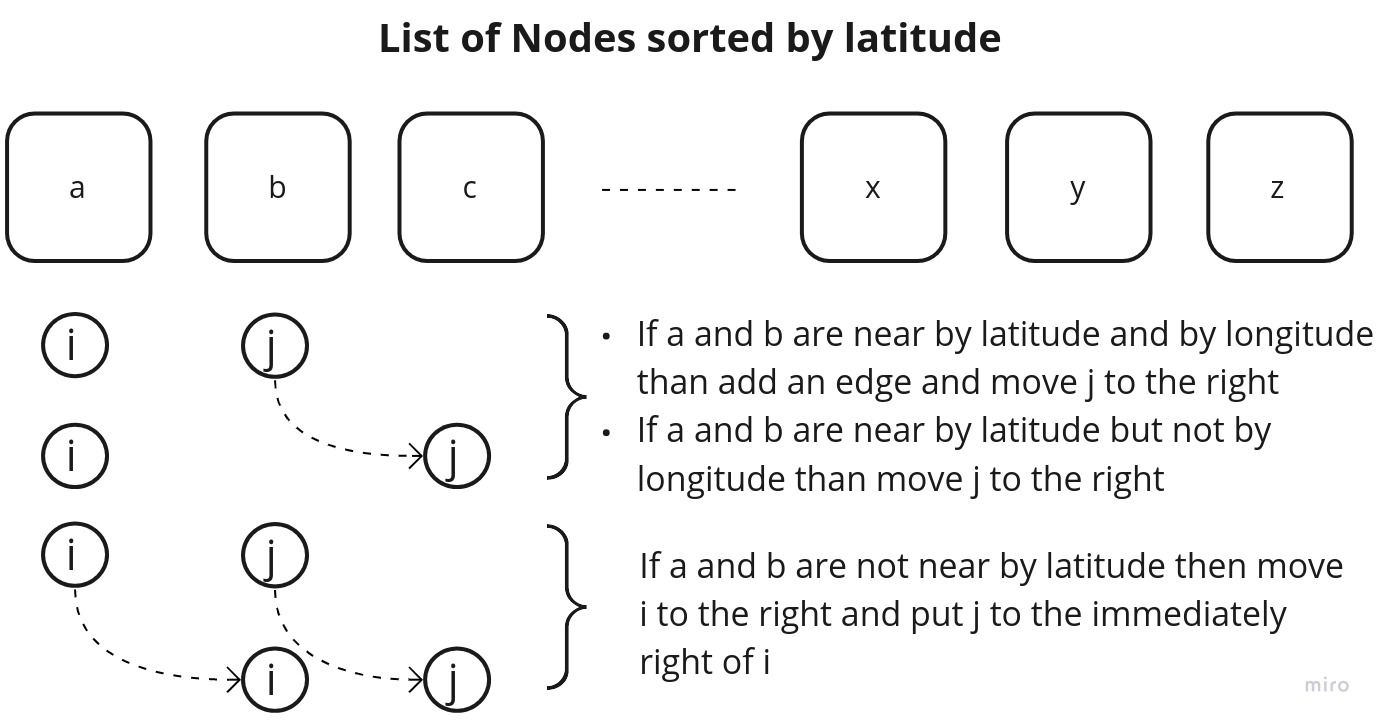 List of Nodes sorted by latitude
a b c -------- x y z
i j
• If a and b are near by latitude and by longitude
than add an edge and move j to the right
• If a and b are near by latitude but not by
longitude than move j to the right
i j
i j
If a and b are not near by latitude then move
i to the right and put j to the immediately
right of i
i j
miro